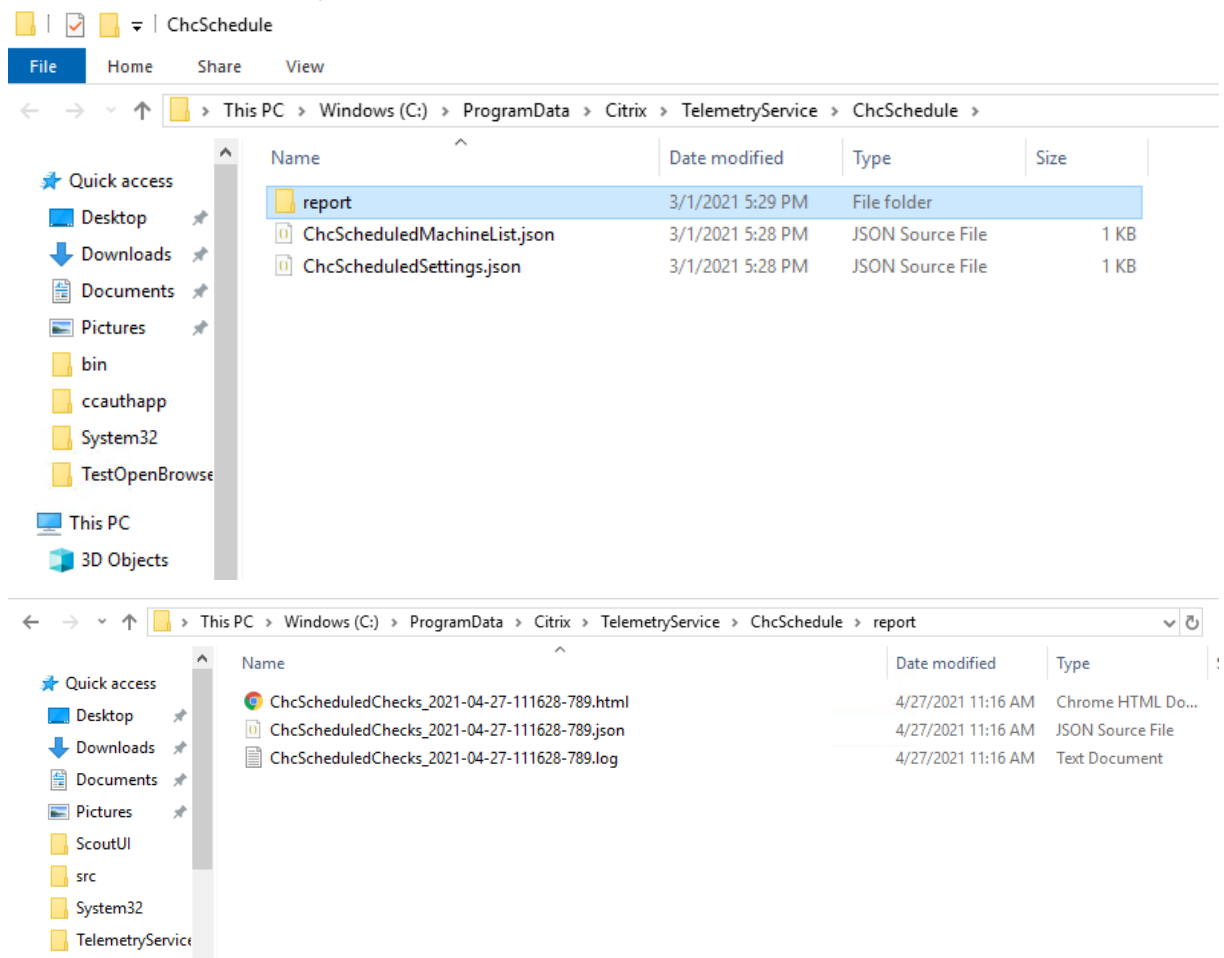 ChcSchedule
File Home Share View
This PC > Windows (C:) > ProgramData > Citrix > TelemetryService > ChcSchedule >
Name Date modified Type Size
Quick access
report 3/1/2021 5:29 PM File folder
Desktop
ChcScheduledMachineList.json 3/1/2021 5:28 PM JSON Source File 1 KB
Downloads
ChcScheduledSettings.json 3/1/2021 5:28 PM JSON Source File 1 KB
Documents
Pictures
bin
ccauthapp
System32
TestOpenBrowse
This PC
3D Objects
This PC > Windows (C:) > ProgramData > Citrix > TelemetryService > ChcSchedule > report
Name Date modified Type
Quick access
ChcScheduledChecks_2021-04-27-111628-789.html 4/27/2021 11:16 AM Chrome HTML Do...
Desktop
ChcScheduledChecks_2021-04-27-111628-789.json 4/27/2021 11:16 AM JSON Source File
Downloads
ChcScheduledChecks_2021-04-27-111628-789.log 4/27/2021 11:16 AM Text Document
Documents
Pictures
ScoutUI
src
System32
TelemetryService